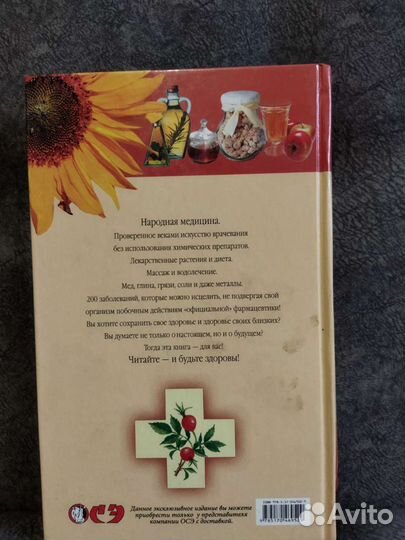 Народная медицина.
Проверенное веками искусство врачевания
без использования химических препаратов.
Лекарственные растения и диета.
Массаж и водолечение.
Мед, глина, грязи, соли и даже металлы.
200 заболеваний, которые можно исцелить, не подвергая свой
организм побочным действиям «официальной» фармацевтики!
Вы хотите сохранить свое здоровье и здоровье своих близких?
Вы думаете не только о настоящем, но и о будущем?
Тогда эта книга — для вас!
Читайте — и будьте здоровы!
ОСЭ
Данное эксклюзивное издание вы можете
приобрести только у представителя
компании ОСЭ с доставкой.
ISBN
Avito